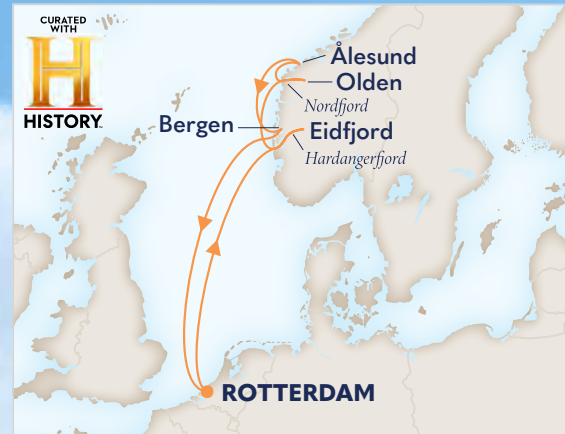 CURATED
WITH
H
HISTORY.
Ålesund
Olden
Nordfjord
Bergen
Eidfjord
Hardangerfjord
ROTTERDAM